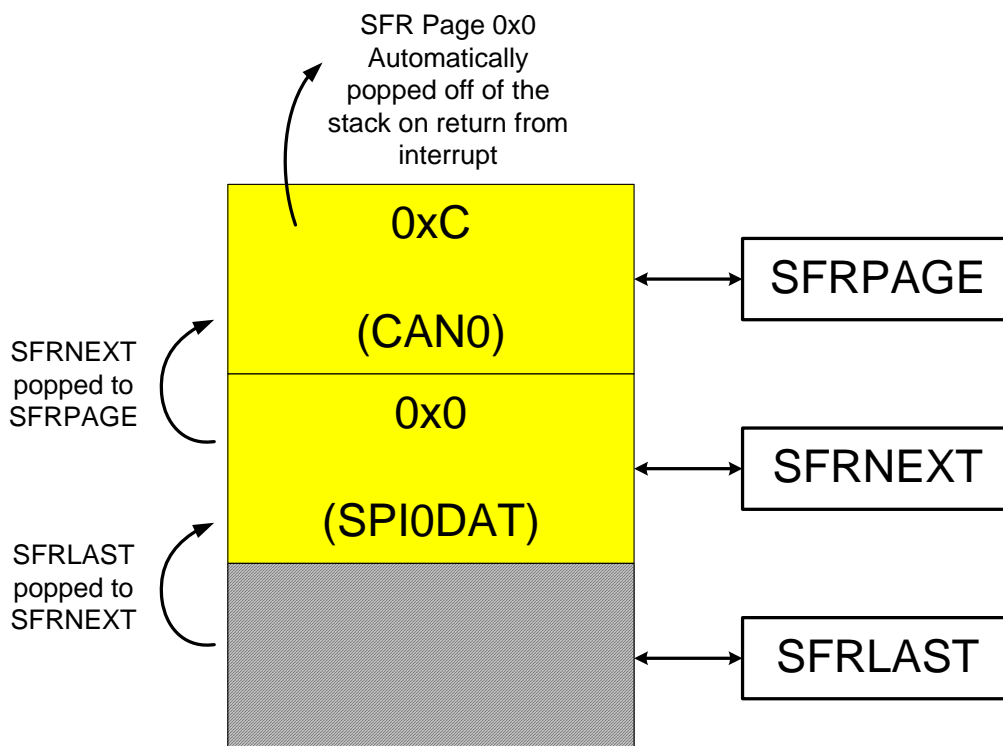 SFR Page 0x0
Automatically
popped off of the
stack on return from
interrupt
0xC
(CAN0)
SFRPAGE
SFRNEXT
popped to
SFRPAGE
0x0
(SPI0DAT)
SFRNEXT
SFRLAST
popped to
SFRNEXT
SFRLAST